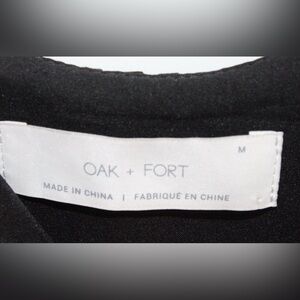 M
OAK + FORT
MADE IN CHINA | FABRIQUÉ EN CHINE